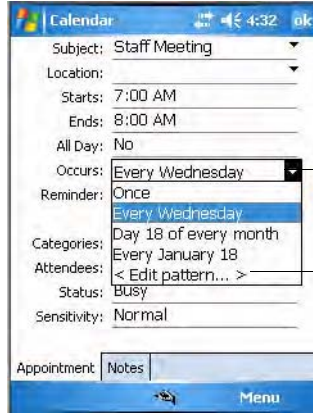 Calendar 4:32 ok
Subject: Staff Meeting
Location:
Starts: 7:00 AM
Ends: 8:00 AM
All Day: No
Occurs: Every Wednesday
Reminder: Once
Every Wednesday
Day 18 of every month
Categories: Every January 18
Attendees: < Edit pattern... >
Status: Busy
Sensitivity: Normal
Appointment Notes
Menu